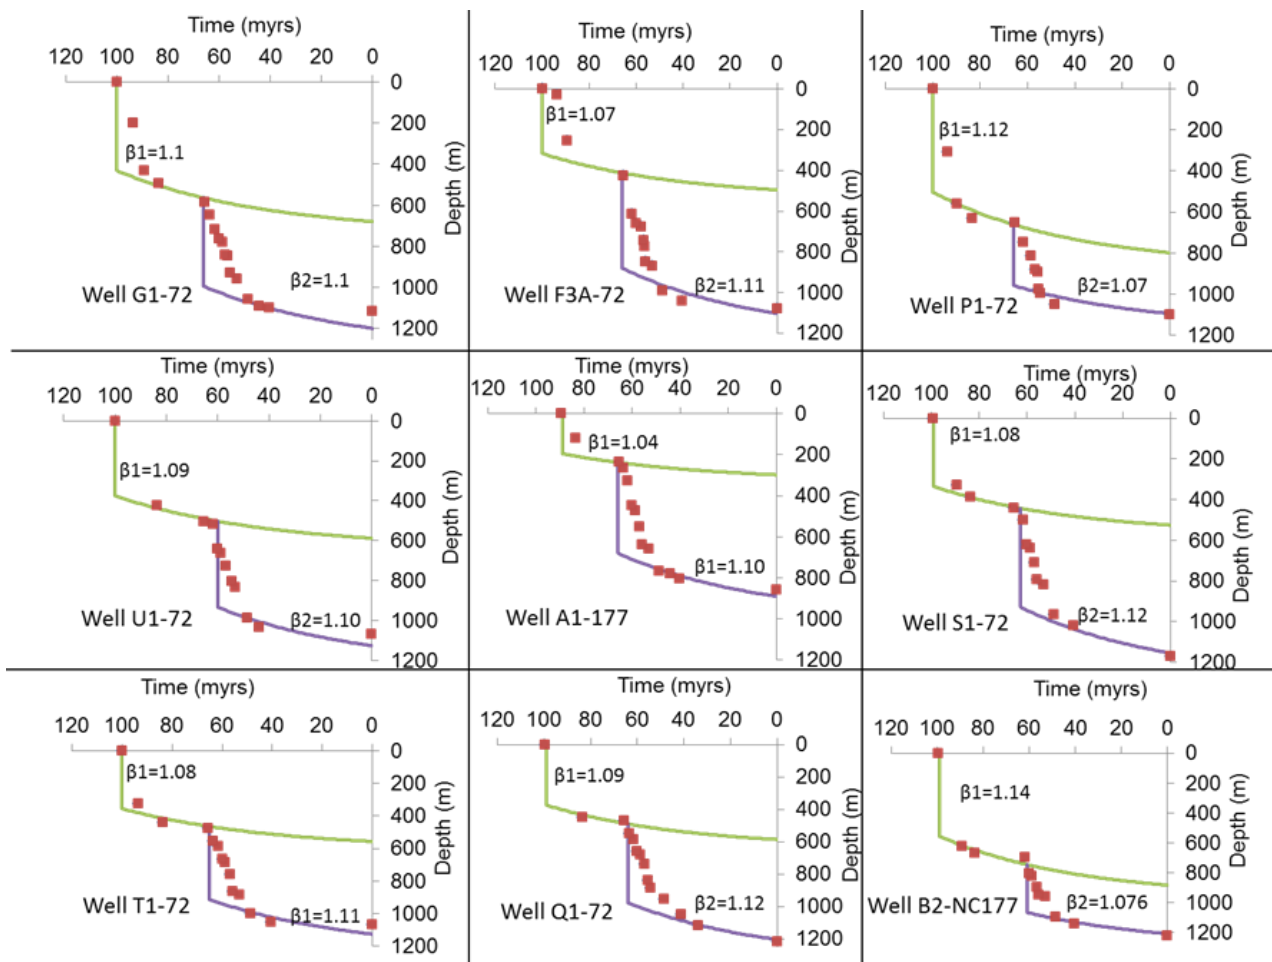 Time (myrs)
120 100 80 60 40 20 0
0
200
400
600
800
1000
1200
Depth (m)
β1=1.1
β2=1.1
Well G1-72
Time (myrs)
120 100 80 60 40 20 0
0
200
400
600
800
1000
1200
Depth (m)
β1=1.07
β2=1.11
Well F3A-72
Time (myrs)
120 100 80 60 40 20 0
0
200
400
600
800
1000
1200
Depth (m)
β1=1.12
β2=1.07
Well P1-72
Time (myrs)
120 100 80 60 40 20 0
0
200
400
600
800
1000
1200
Depth (m)
β1=1.09
β2=1.10
Well U1-72
Time (myrs)
120 100 80 60 40 20 0
0
200
400
600
800
1000
1200
Depth (m)
β1=1.04
β1=1.10
Well A1-177
Time (myrs)
120 100 80 60 40 20 0
0
200
400
600
800
1000
1200
Depth (m)
β1=1.08
β2=1.12
Well S1-72
Time (myrs)
120 100 80 60 40 20 0
0
200
400
600
800
1000
1200
Depth (m)
β1=1.08
β1=1.11
Well T1-72
Time (myrs)
120 100 80 60 40 20 0
0
200
400
600
800
1000
1200
Depth (m)
β1=1.09
β2=1.12
Well Q1-72
Time (myrs)
120 100 80 60 40 20 0
0
200
400
600
800
1000
1200
Depth (m)
β1=1.14
β2=1.076
Well B2-NC177